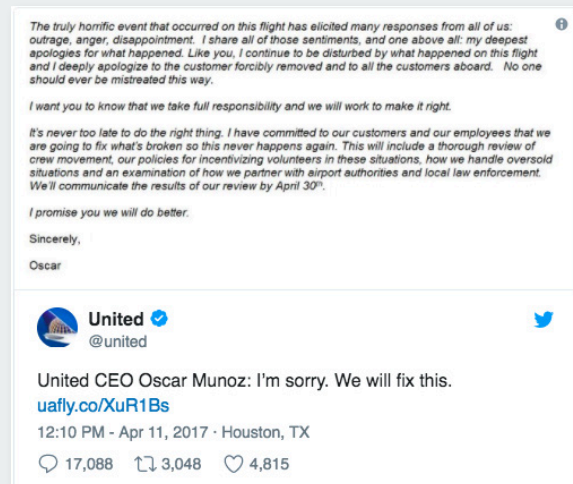 The truly horrific event that occurred on this flight has elicited many responses from all of us:
outrage, anger, disappointment. I share all of those sentiments, and one above all: my deepest
apologies for what happened. Like you, I continue to be disturbed by what happened on this flight
and I deeply apologize to the customer forcibly removed and to all the customers aboard. No one
should ever be mistreated this way.
I want you to know that we take full responsibility and we will work to make it right.
It's never too late to do the right thing. I have committed to our customers and our employees that we
are going to fix what's broken so this never happens again. This will include a thorough review of
crew movement, our policies for incentivizing volunteers in these situations, how we handle oversold
situations and an examination of how we partner with airport authorities and local law enforcement.
We'll communicate the results of our review by April 30th.
I promise you we will do better.
Sincerely,
Oscar
United
@united
United CEO Oscar Munoz: I'm sorry. We will fix this.
uafly.co/XuR1Bs
12:10 PM - Apr 11, 2017 · Houston, TX
17,088 3,048 4,815